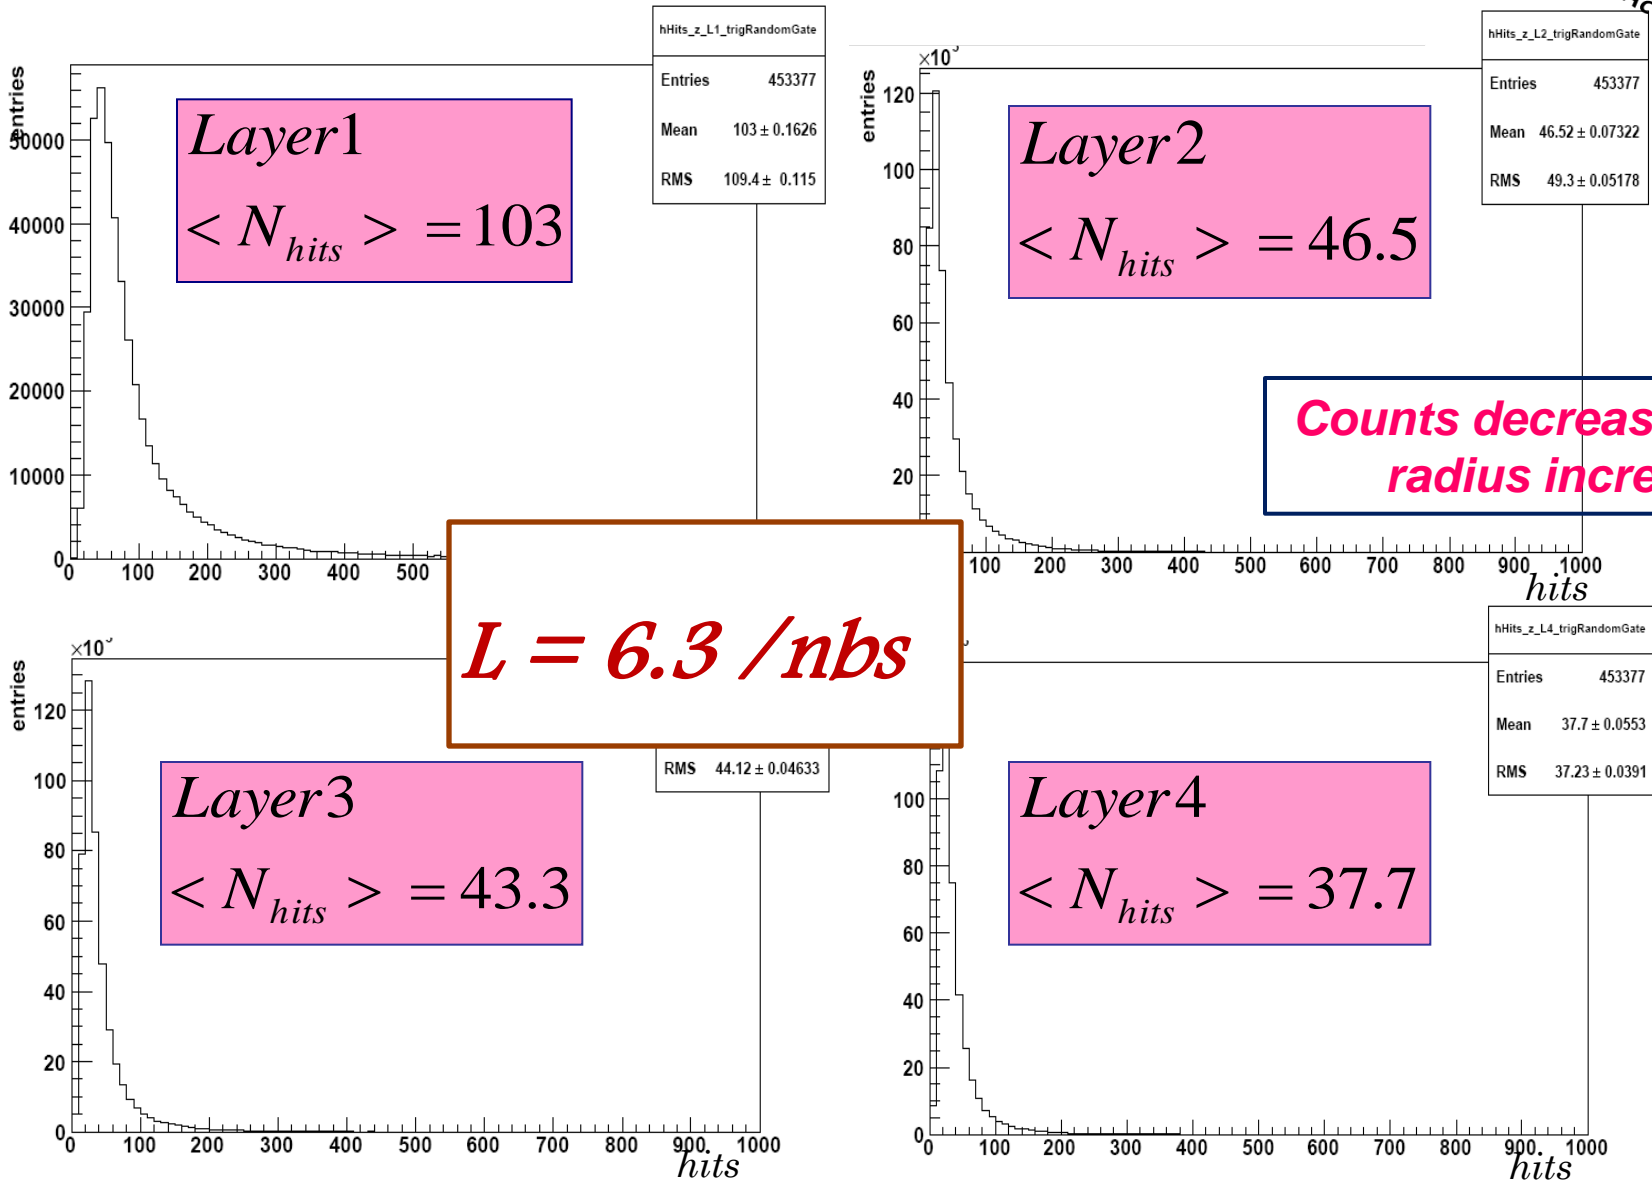 hHits_z_L1_trigRandomGate
Entries 453377
Mean 103 ± 0.1626
RMS 109.4 ± 0.115
entries
50000
40000
30000
20000
10000
0
0 100 200 300 400 500
Layer1
< N hits > = 103
hHits_z_L2_trigRandomGate
Entries 453377
Mean 46.52 ± 0.07322
RMS 49.3 ± 0.05178
entries
120
100
80
60
40
20
100 200 300 400 500 600 700 800 900 1000
hits
Layer2
< N hits > = 46.5
Counts decreas
radius incre
L = 6.3 /nbs
entries
120
100
80
60
40
20
0
0 100 200 300 400 500 600 700 800 900 1000
hits
RMS 44.12 ± 0.04633
Layer3
< N hits > = 43.3
hHits_z_L4_trigRandomGate
Entries 453377
Mean 37.7 ± 0.0553
RMS 37.23 ± 0.0391
100
80
60
40
20
0
0 100 200 300 400 500 600 700 800 900 1000
hits
Layer4
< N hits > = 37.7